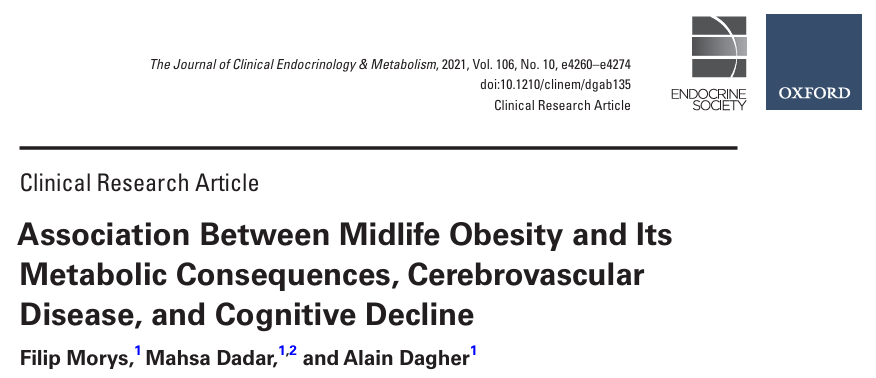 The Journal of Clinical Endocrinology & Metabolism, 2021, Vol. 106, No. 10, e4260–e4274
doi:10.1210/clinem/dgab135
Clinical Research Article
ENDOCRINE
SOCIETY
OXFORD
Clinical Research Article
Association Between Midlife Obesity and Its
Metabolic Consequences, Cerebrovascular
Disease, and Cognitive Decline
Filip Morys,1 Mahsa Dadar,1,2 and Alain Dagher1